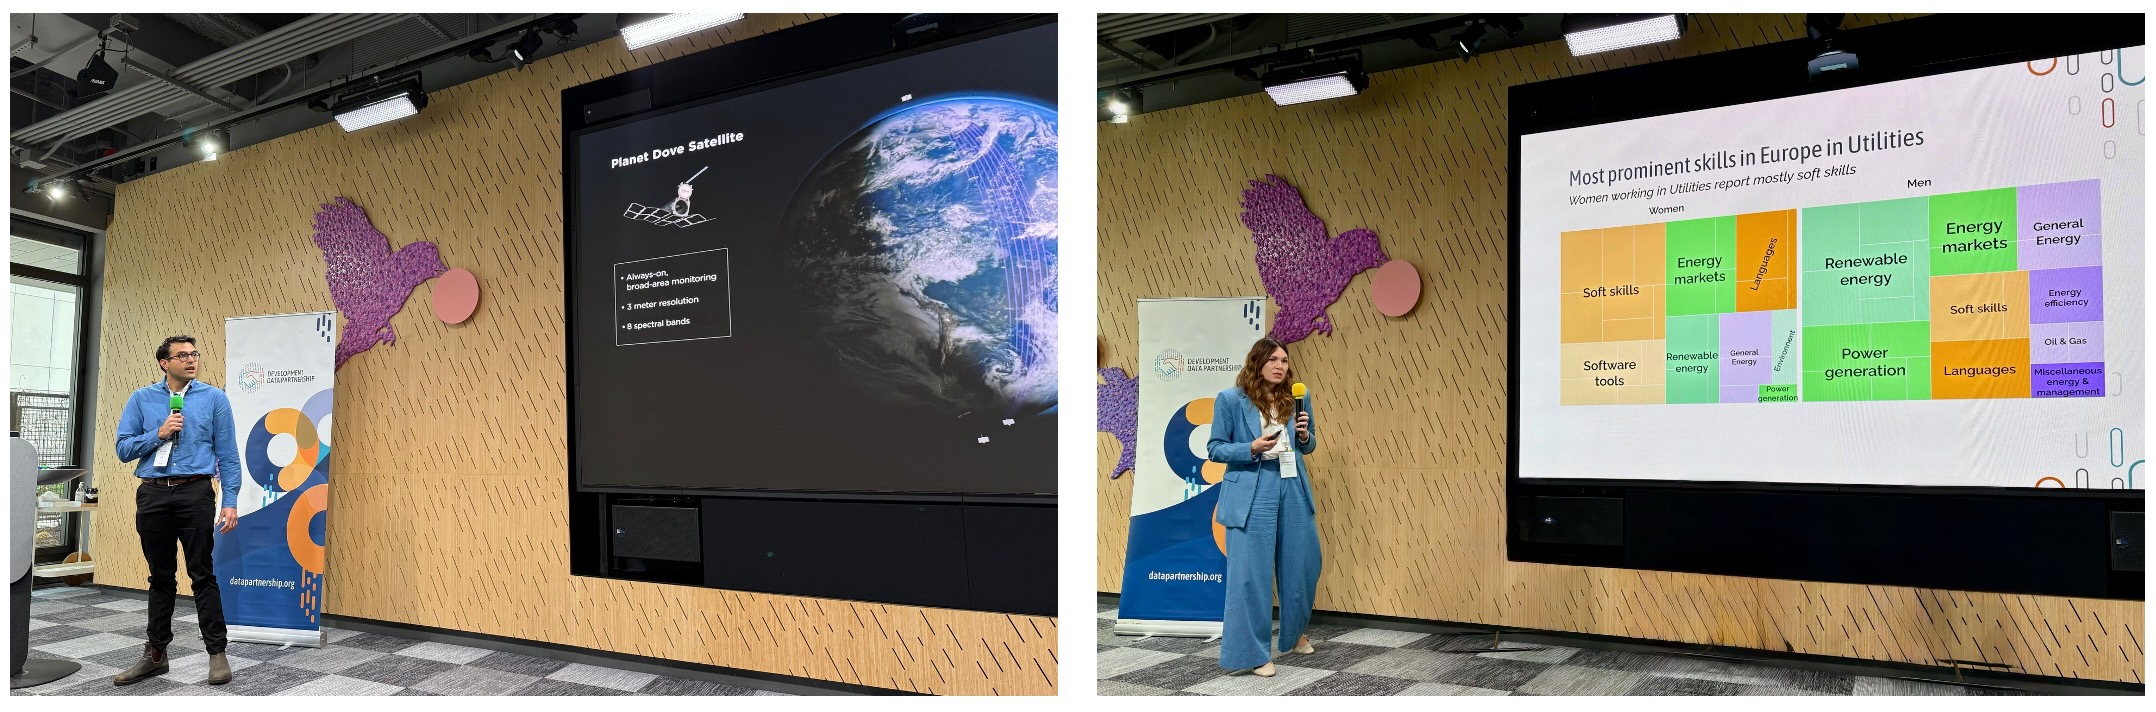 Planet Dove Satellite
• Always-on,
broad-area monitoring
• 3 meter resolution
• 8 spectral bands
DEVELOPMENT
DATA PARTNERSHIP
datapartnership.org
Most prominent skills in Europe in Utilities
Women working in Utilities report mostly soft skills
Women
Soft skills
Energy
markets
Languages
Software
tools
Renewable
energy
General
Energy
Environment
Power
generation
Men
Renewable
energy
Energy
markets
General
Energy
Power
generation
Soft skills
Energy
efficiency
Languages
Oil & Gas
Miscellaneous
energy &
management
DEVELOPMENT
DATA PARTNERSHIP
datapartnership.org